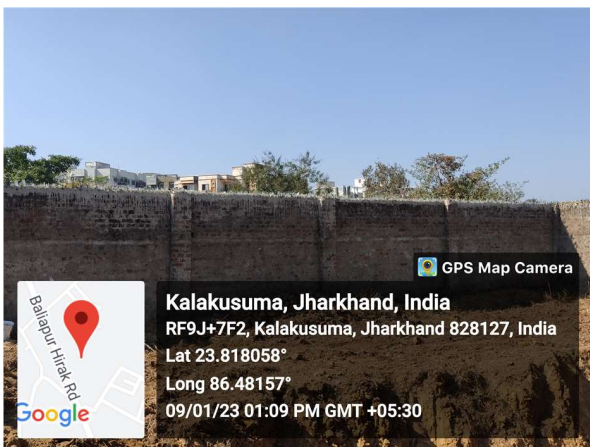 GPS Map Camera
Baliapur Hirak Rd
Google
Kalakusuma, Jharkhand, India
RF9J+7F2, Kalakusuma, Jharkhand 828127, India
Lat 23.818058°
Long 86.48157°
09/01/23 01:09 PM GMT +05:30